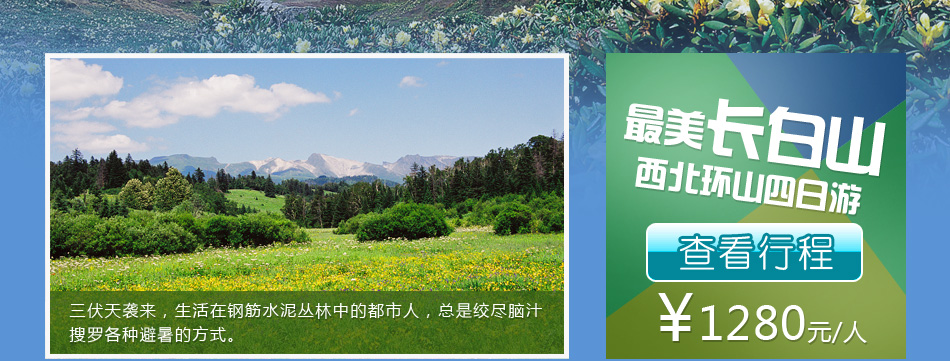 三伏天袭来，生活在钢筋水泥丛林中的都市人，总是绞尽脑汁
搜罗各种避暑的方式。
最美长白山
西北环山四日游
查看行程
¥1280元/人